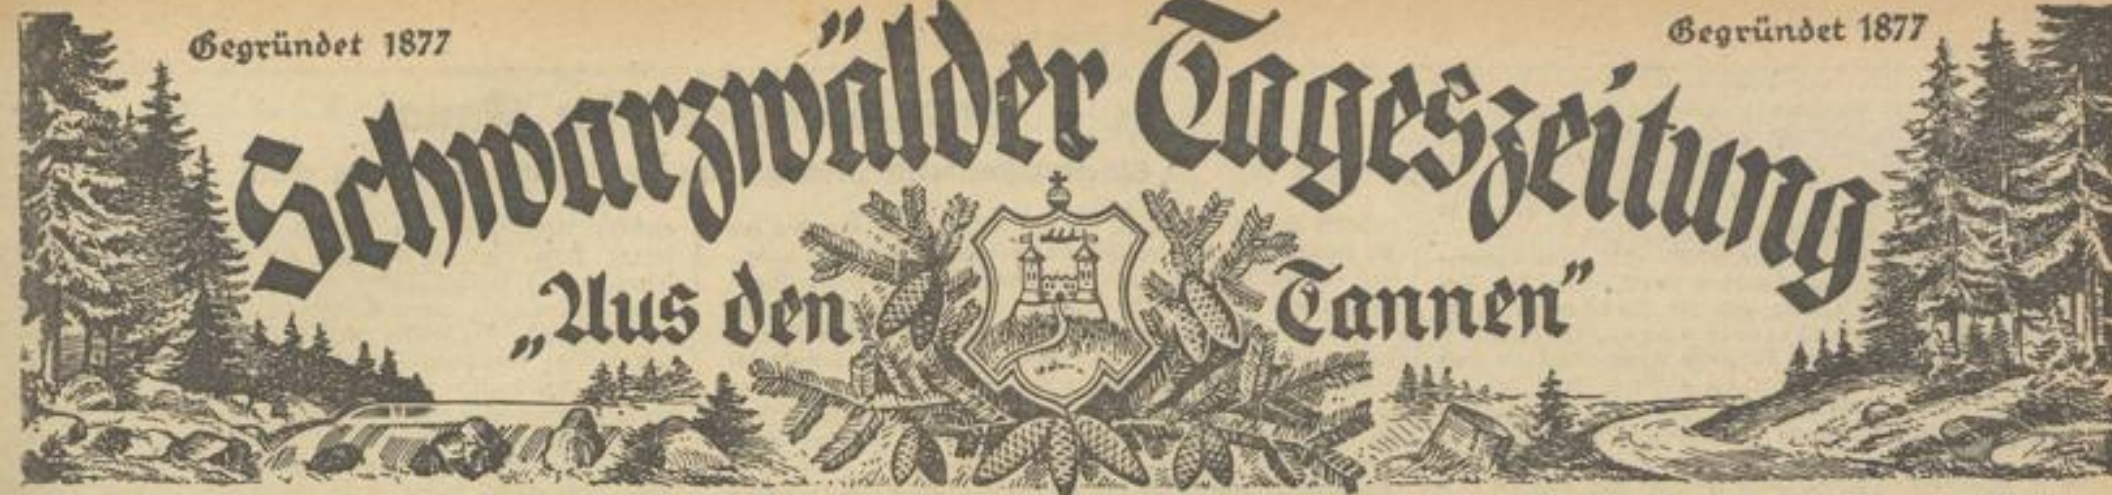 Gegründet 1877
Gegründet 1877
Schwarzwälder Tageszeitung
„Aus den Tannen"